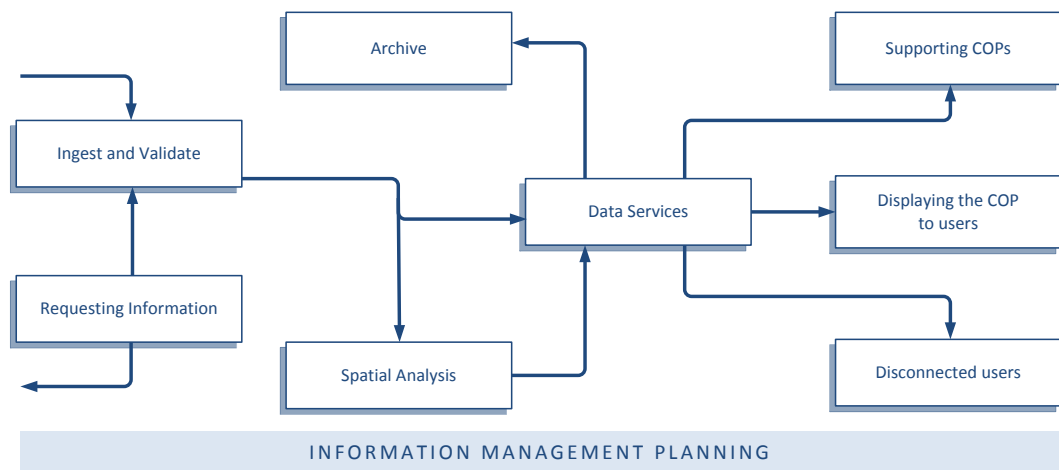 Archive
Supporting COPs
Ingest and Validate
Data Services
Displaying the COP
to users
Requesting Information
Spatial Analysis
Disconnected users
INFORMATION MANAGEMENT PLANNING